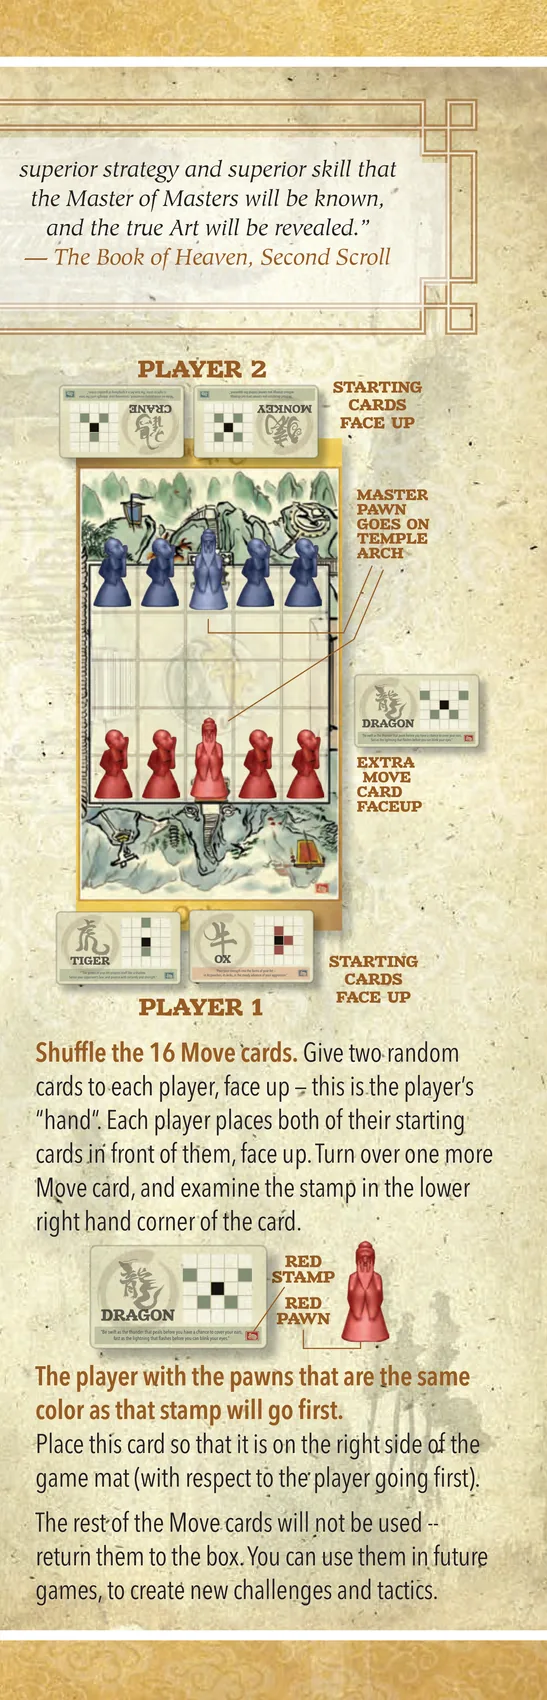 superior strategy and superior skill that
the Master of Masters will be known,
and the true Art will be revealed.”
— The Book of Heaven, Second Scroll
PLAYER 2
CRANE
MONKEY
STARTING
CARDS
FACE UP
MASTER
PAWN
GOES ON
TEMPLE
ARCH
DRAGON
EXTRA
MOVE
CARD
FACEUP
虎
TIGER
牛
OX
STARTING
CARDS
FACE UP
PLAYER 1
Shuffle the 16 Move cards. Give two random
cards to each player, face up – this is the player’s
“hand”. Each player places both of their starting
cards in front of them, face up. Turn over one more
Move card, and examine the stamp in the lower
right hand corner of the card.
DRAGON
RED
STAMP
RED
PAWN
The player with the pawns that are the same
color as that stamp will go first.
Place this card so that it is on the right side of the
game mat (with respect to the player going first).
The rest of the Move cards will not be used --
return them to the box. You can use them in future
games, to create new challenges and tactics.